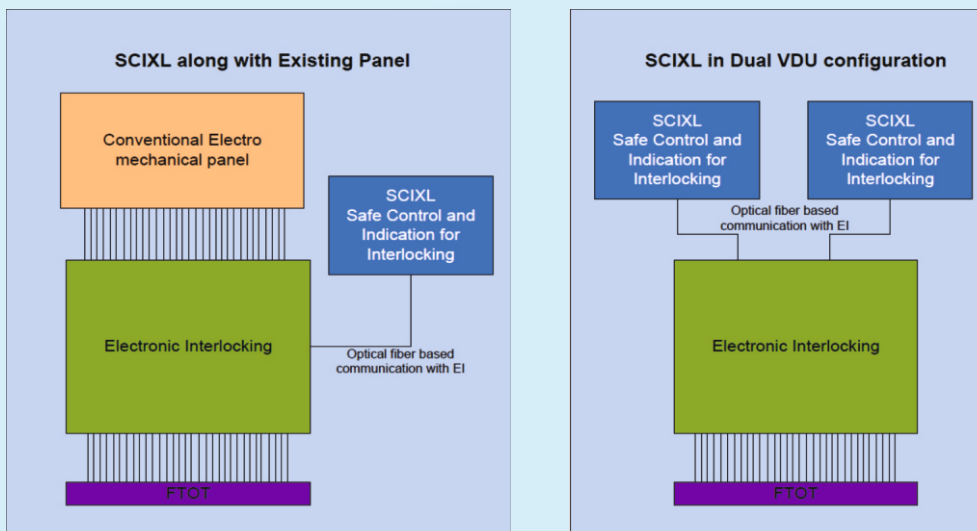 SCIXL along with Existing Panel
Conventional Electro
mechanical panel
SCIXL
Safe Control and
Indication for
Interlocking
Electronic Interlocking
Optical fiber based
communication with EI
FTOT
SCIXL in Dual VDU configuration
SCIXL
Safe Control and
Indication for
Interlocking
SCIXL
Safe Control and
Indication for
Interlocking
Optical fiber based
communication with EI
Electronic Interlocking
FTOT